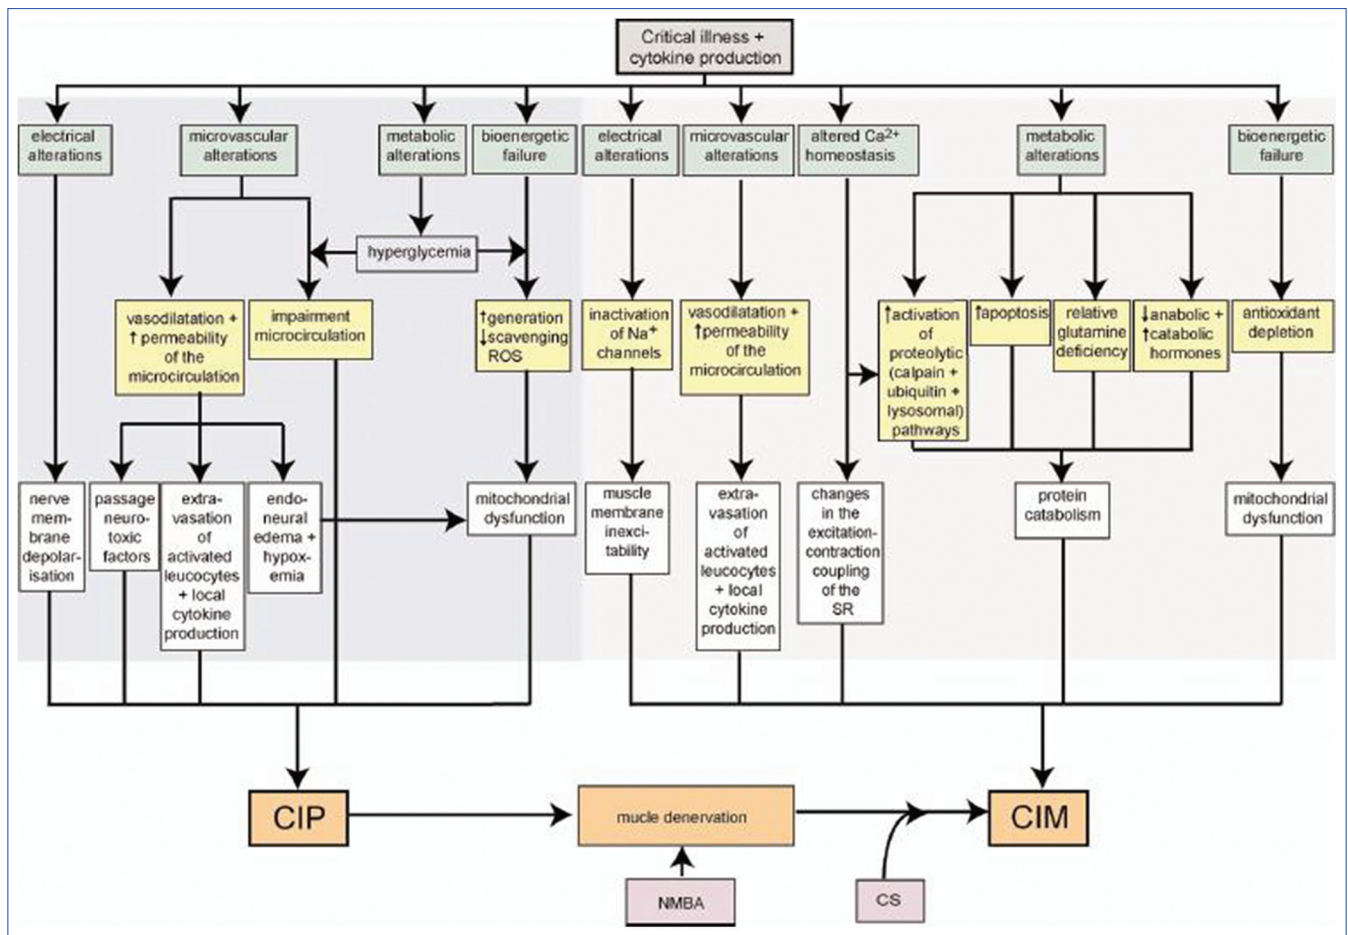 Critical illness +
cytokine production
electrical
alterations
microvascular
alterations
metabolic
alterations
bioenergetic
failure
electrical
alterations
microvascular
alterations
altered Ca2+
homeostasis
metabolic
alterations
bioenergetic
failure
hyperglycemia
vasodilatation +
↑ permeability
of the
microcirculation
impairment
microcirculation
↑generation
↓scavenging
ROS
inactivation
of Na+
channels
vasodilatation +
↑permeability
of the
microcirculation
↑activation
of
proteolytic
(calpain +
ubiquitin +
lysosomal)
pathways
↑apoptosis
relative
glutamine
deficiency
↓anabolic +
↑catabolic
hormones
antioxidant
depletion
nerve
mem-
brane
depolar-
isation
passage
neuro-
toxic
factors
extra-
vasation
of
activated
leucocytes
+ local
cytokine
production
endo-
neural
edema +
hypox-
emia
mitochondrial
dysfunction
muscle
membrane
inexci-
tability
extra-
vasation
of
activated
leucocytes
+ local
cytokine
production
changes
in the
excitation-
contraction
coupling
of the
SR
protein
catabolism
mitochondrial
dysfunction
CIP
mucle denervation
CIM
NMBA
CS